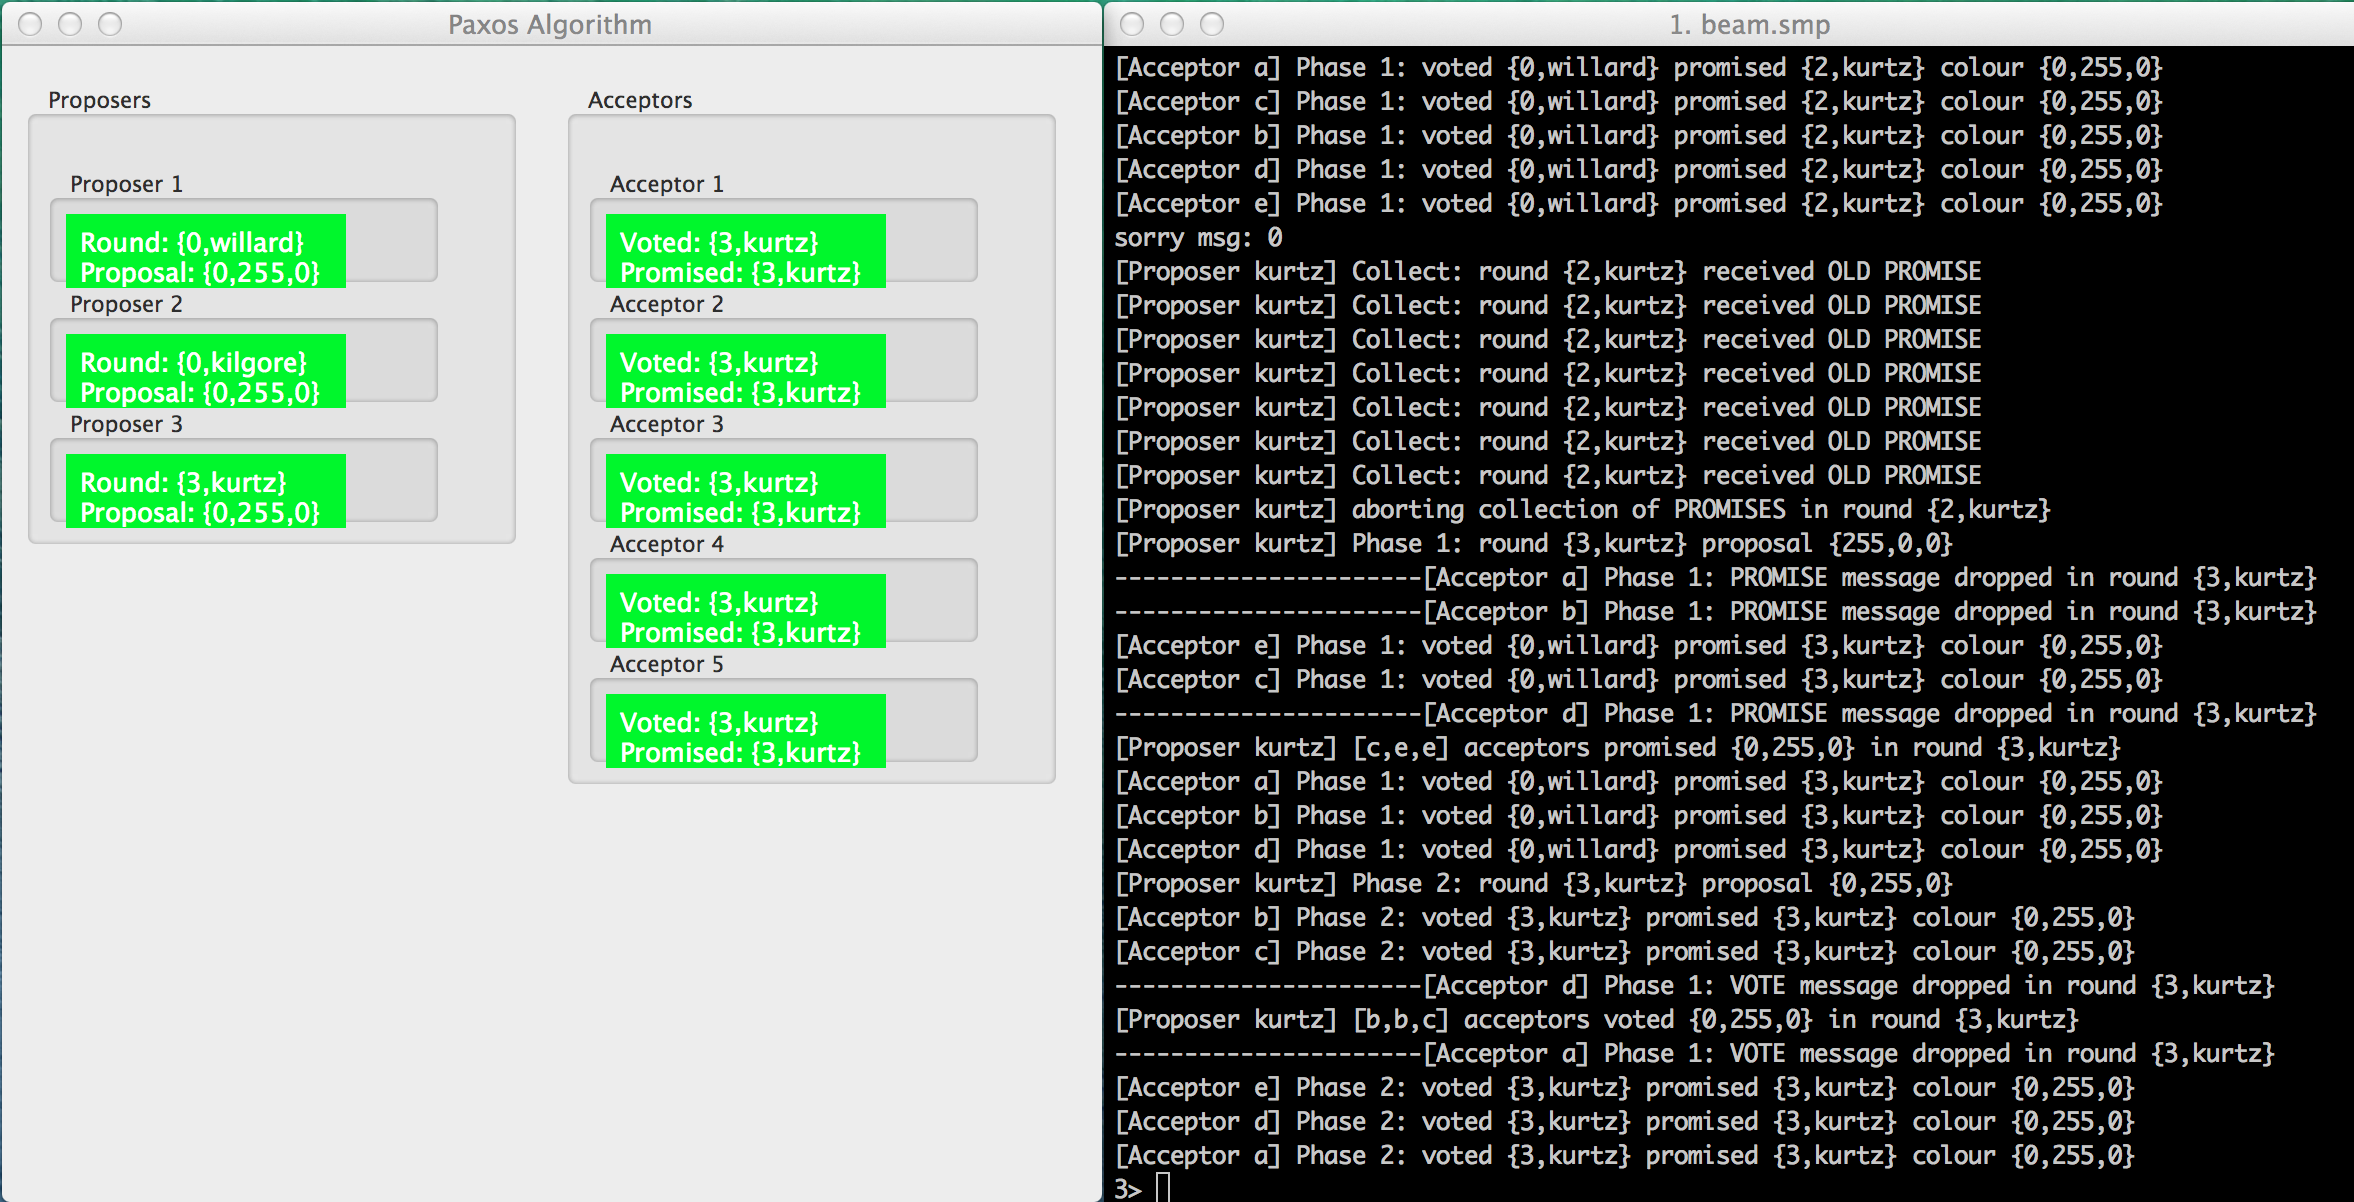 Paxos Algorithm
Proposers
Proposer 1
Round: {0,willard}
Proposal: {0,255,0}
Proposer 2
Round: {0,kilgore}
Proposal: {0,255,0}
Proposer 3
Round: {3,kurtz}
Proposal: {0,255,0}
Acceptors
Acceptor 1
Voted: {3,kurtz}
Promised: {3,kurtz}
Acceptor 2
Voted: {3,kurtz}
Promised: {3,kurtz}
Acceptor 3
Voted: {3,kurtz}
Promised: {3,kurtz}
Acceptor 4
Voted: {3,kurtz}
Promised: {3,kurtz}
Acceptor 5
Voted: {3,kurtz}
Promised: {3,kurtz}
1. beam.smp
[Acceptor a] Phase 1: voted {0,willard} promised {2,kurtz} colour {0,255,0}
[Acceptor c] Phase 1: voted {0,willard} promised {2,kurtz} colour {0,255,0}
[Acceptor b] Phase 1: voted {0,willard} promised {2,kurtz} colour {0,255,0}
[Acceptor d] Phase 1: voted {0,willard} promised {2,kurtz} colour {0,255,0}
[Acceptor e] Phase 1: voted {0,willard} promised {2,kurtz} colour {0,255,0}
sorry msg: 0
[Proposer kurtz] Collect: round {2,kurtz} received OLD PROMISE
[Proposer kurtz] Collect: round {2,kurtz} received OLD PROMISE
[Proposer kurtz] Collect: round {2,kurtz} received OLD PROMISE
[Proposer kurtz] Collect: round {2,kurtz} received OLD PROMISE
[Proposer kurtz] Collect: round {2,kurtz} received OLD PROMISE
[Proposer kurtz] Collect: round {2,kurtz} received OLD PROMISE
[Proposer kurtz] Collect: round {2,kurtz} received OLD PROMISE
[Proposer kurtz] aborting collection of PROMISES in round {2,kurtz}
[Proposer kurtz] Phase 1: round {3,kurtz} proposal {255,0,0}
----------------------[Acceptor a] Phase 1: PROMISE message dropped in round {3,kurtz}
----------------------[Acceptor b] Phase 1: PROMISE message dropped in round {3,kurtz}
[Acceptor e] Phase 1: voted {0,willard} promised {3,kurtz} colour {0,255,0}
[Acceptor c] Phase 1: voted {0,willard} promised {3,kurtz} colour {0,255,0}
----------------------[Acceptor d] Phase 1: PROMISE message dropped in round {3,kurtz}
[Proposer kurtz] [c,e,e] acceptors promised {0,255,0} in round {3,kurtz}
[Acceptor a] Phase 1: voted {0,willard} promised {3,kurtz} colour {0,255,0}
[Acceptor b] Phase 1: voted {0,willard} promised {3,kurtz} colour {0,255,0}
[Acceptor d] Phase 1: voted {0,willard} promised {3,kurtz} colour {0,255,0}
[Proposer kurtz] Phase 2: round {3,kurtz} proposal {0,255,0}
[Acceptor b] Phase 2: voted {3,kurtz} promised {3,kurtz} colour {0,255,0}
[Acceptor c] Phase 2: voted {3,kurtz} promised {3,kurtz} colour {0,255,0}
----------------------[Acceptor d] Phase 1: VOTE message dropped in round {3,kurtz}
[Proposer kurtz] [b,b,c] acceptors voted {0,255,0} in round {3,kurtz}
----------------------[Acceptor a] Phase 1: VOTE message dropped in round {3,kurtz}
[Acceptor e] Phase 2: voted {3,kurtz} promised {3,kurtz} colour {0,255,0}
[Acceptor d] Phase 2: voted {3,kurtz} promised {3,kurtz} colour {0,255,0}
[Acceptor a] Phase 2: voted {3,kurtz} promised {3,kurtz} colour {0,255,0}
3>